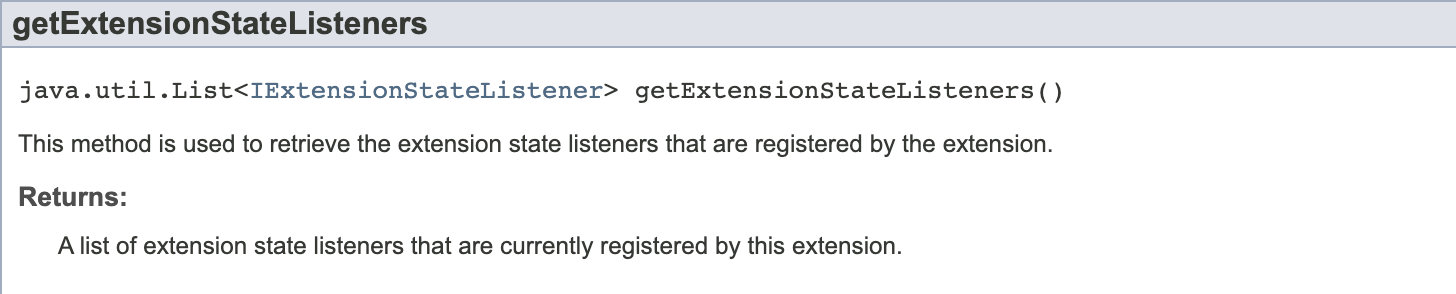 getExtensionStateListeners
java.util.List<IExtensionStateListener> getExtensionStateListeners()
This method is used to retrieve the extension state listeners that are registered by the extension.
Returns:
A list of extension state listeners that are currently registered by this extension.